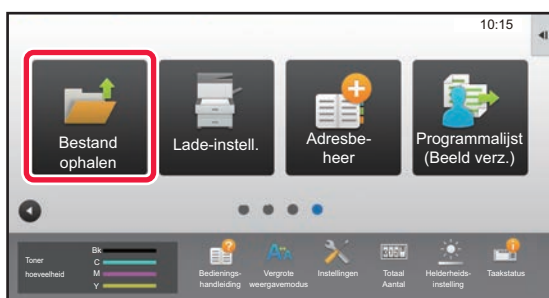 10:15
Bestand
ophalen
Lade-instell.
Adresbe-
heer
Programmalijst
(Beeld verz.)
Toner
hoeveelheid
Bk
C
M
Y
Bedienings-
handleiding
Vergrote
weergavemodus
Instellingen
Totaal
Aantal
Helderheids-
instelling
Taakstatus